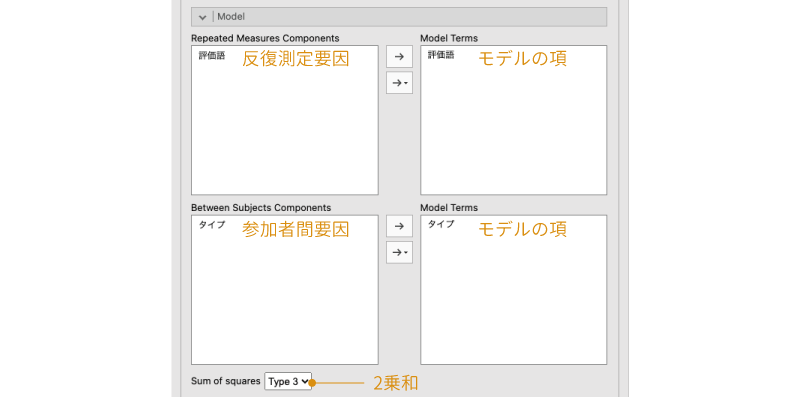 Model
Repeated Measures Components
Model Terms
評価語
反復測定要因
評価語
モデルの項
Between Subjects Components
Model Terms
タイプ
参加者間要因
タイプ
モデルの項
Sum of squares
Type 3
2乗和